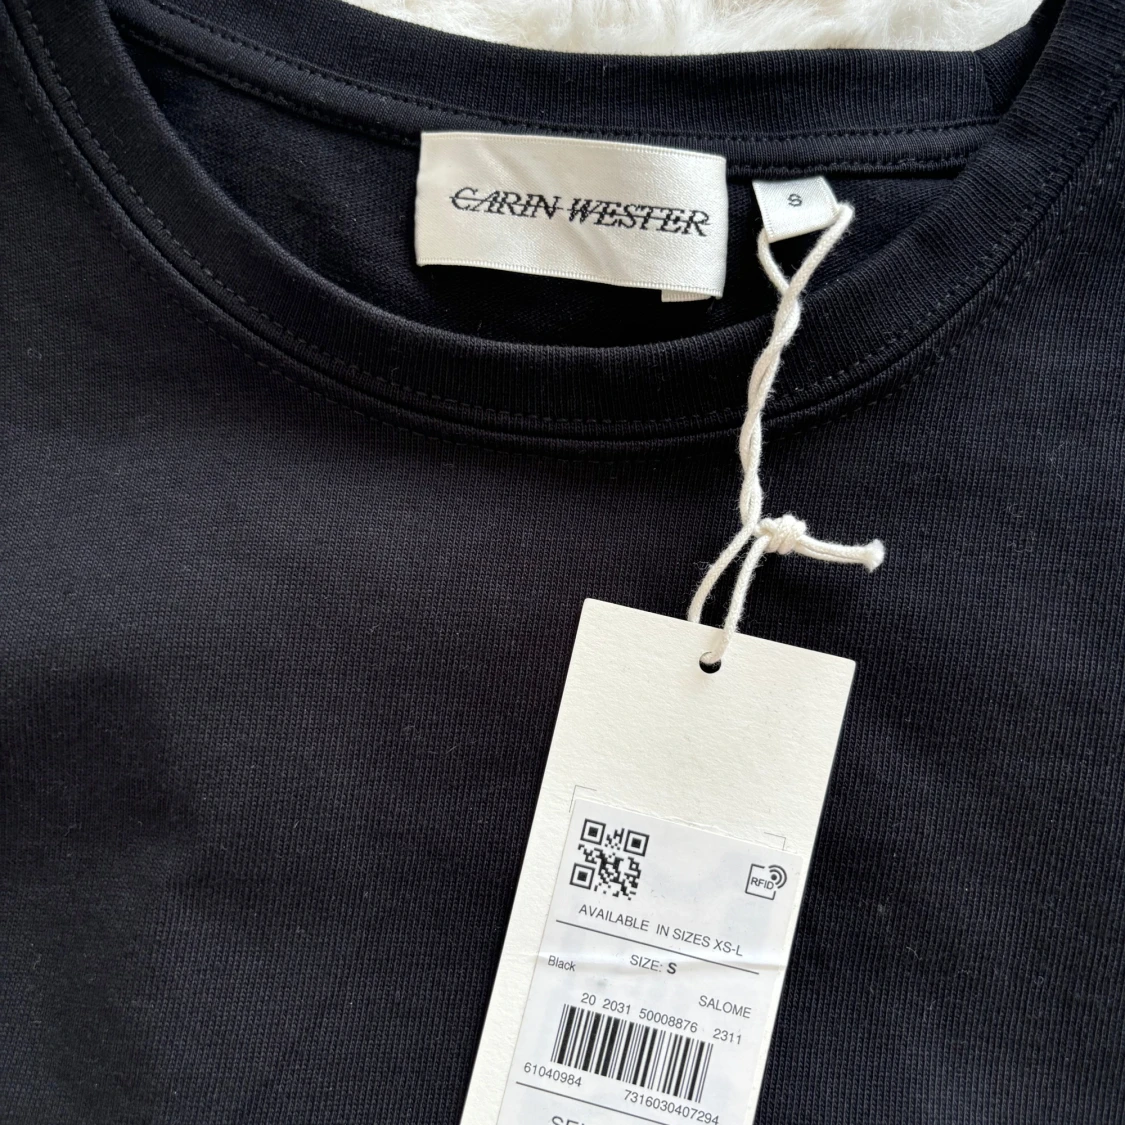 CARIN WESTER
S
RFID
AVAILABLE IN SIZES XS-L
SIZE: S
Black
SALOME
20 2031 50008876 2311
61040984
7316030407294